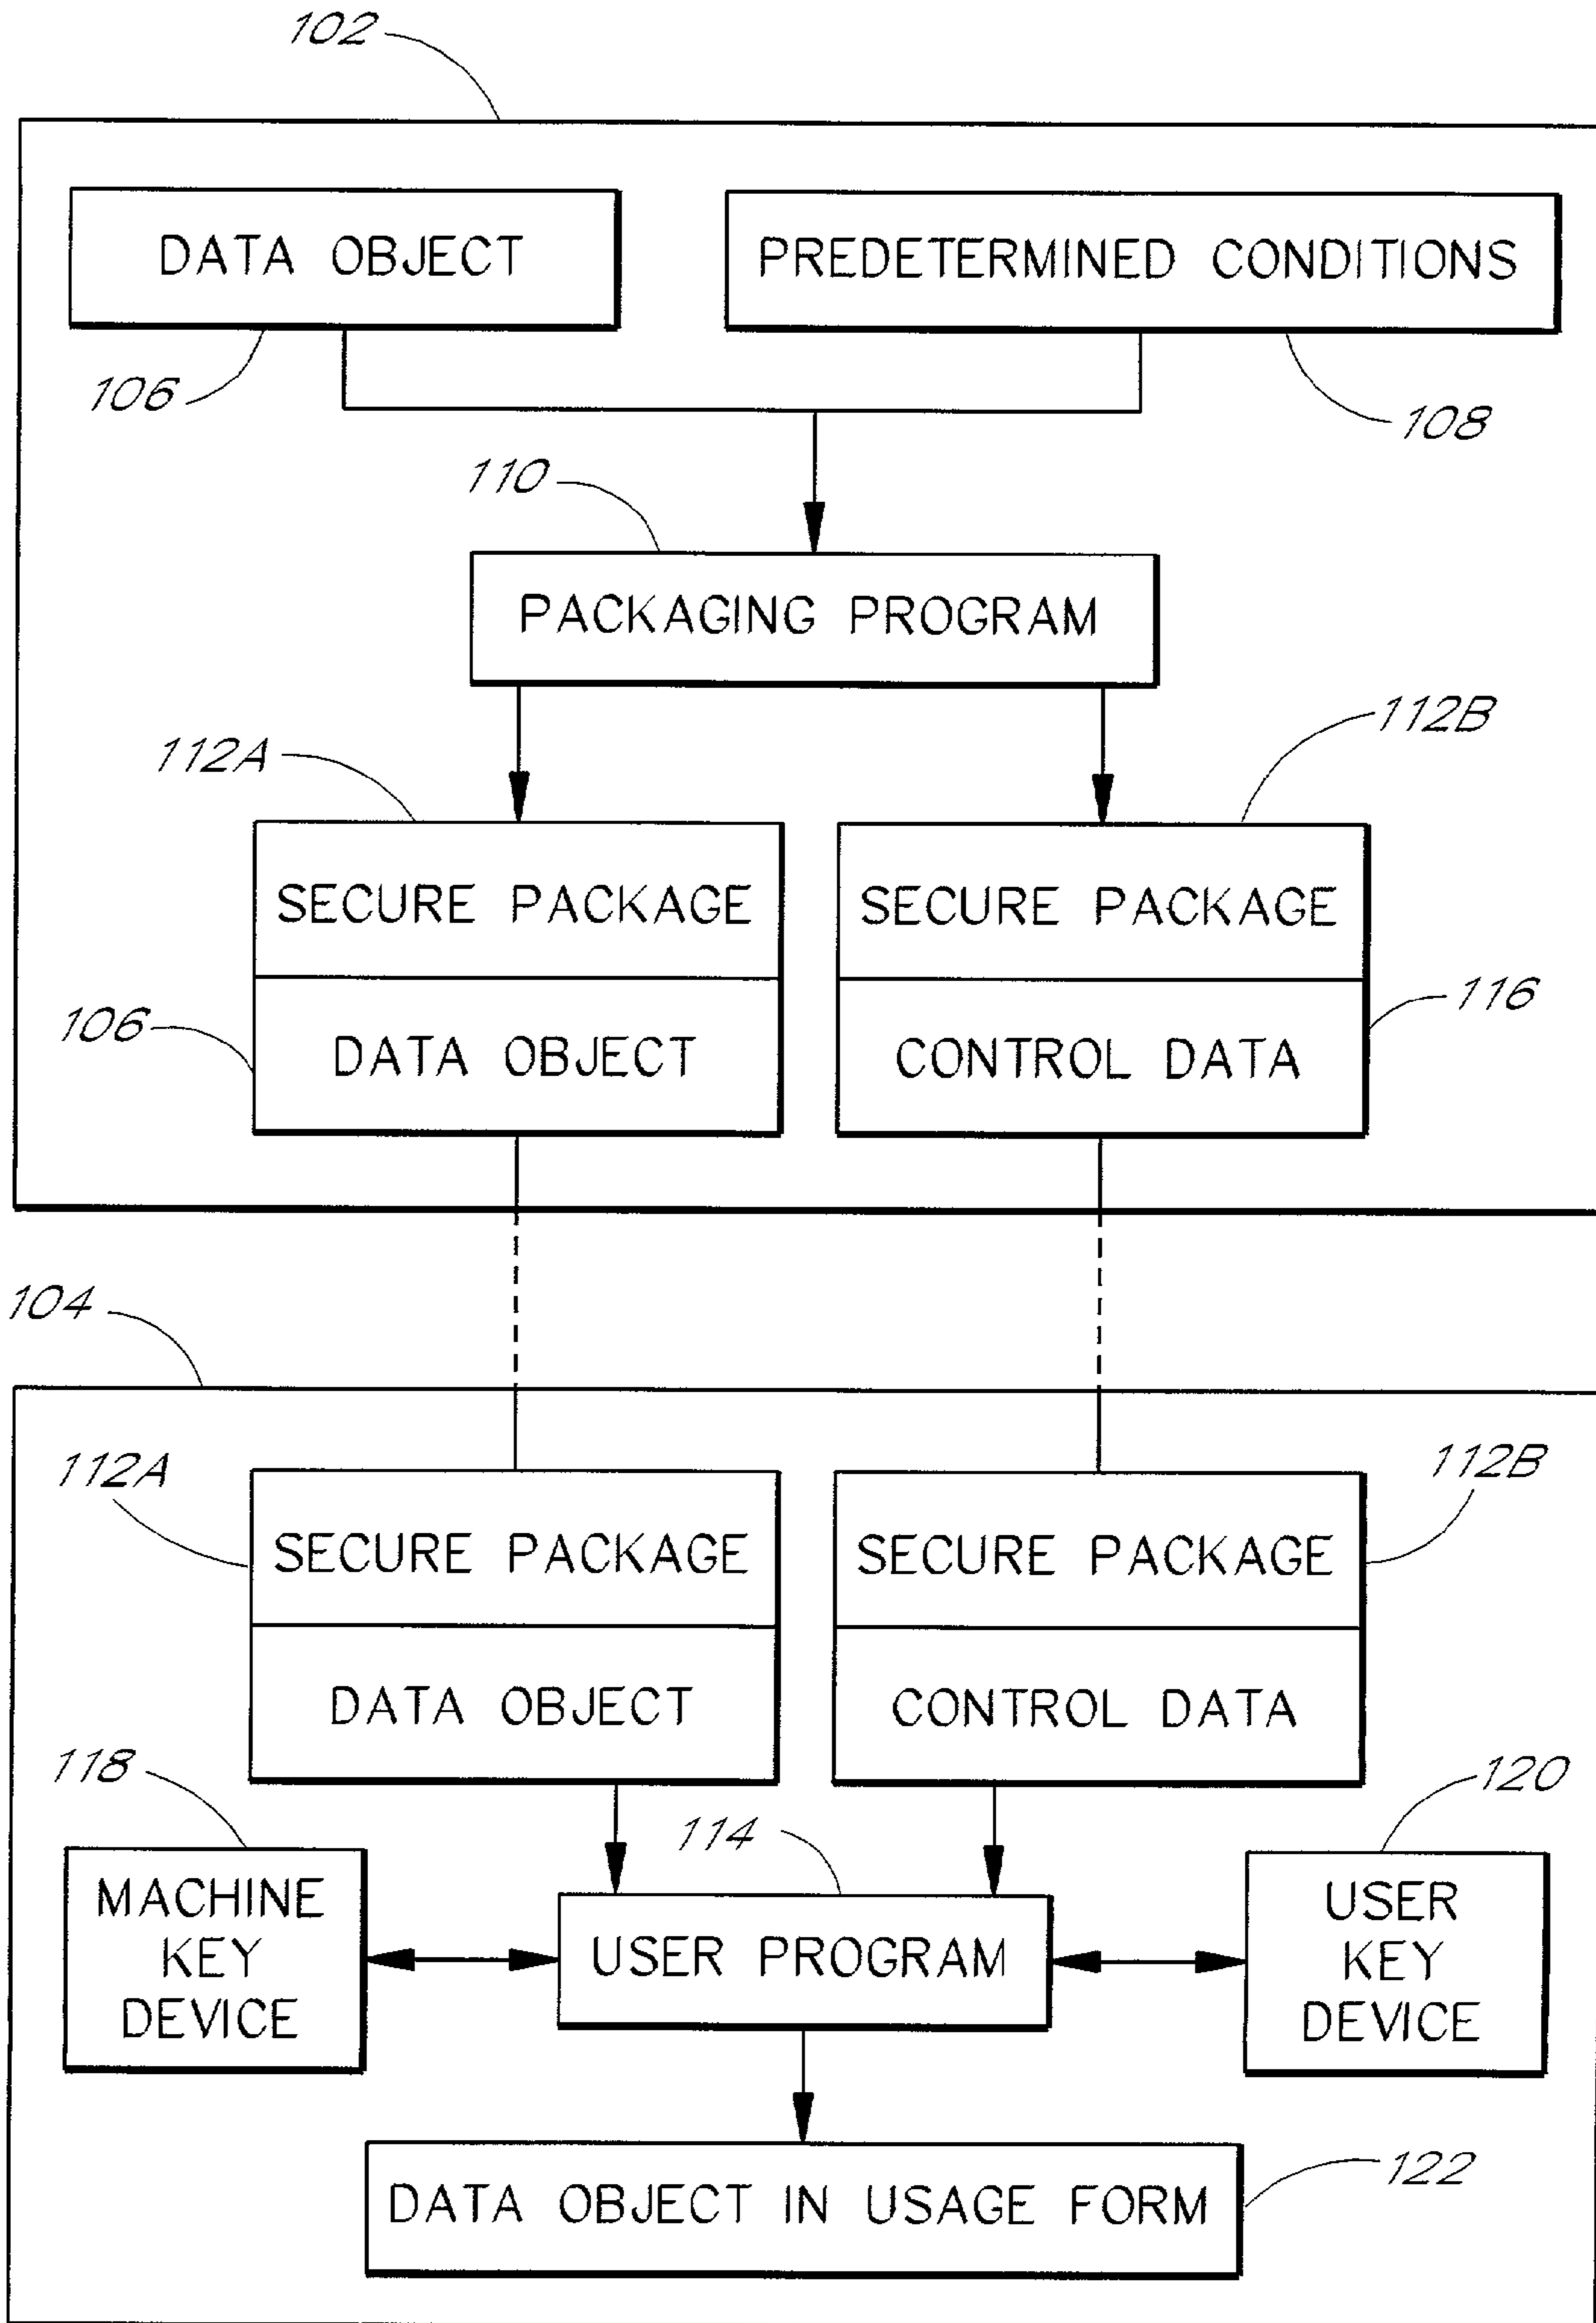 102
DATA OBJECT
PREDETERMINED CONDITIONS
106
108
110
PACKAGING PROGRAM
112A
112B
SECURE PACKAGE
SECURE PACKAGE
116
106
DATA OBJECT
CONTROL DATA
104
112A
112B
SECURE PACKAGE
SECURE PACKAGE
DATA OBJECT
CONTROL DATA
118
120
114
MACHINE
KEY
DEVICE
USER PROGRAM
USER
KEY
DEVICE
122
DATA OBJECT IN USAGE FORM